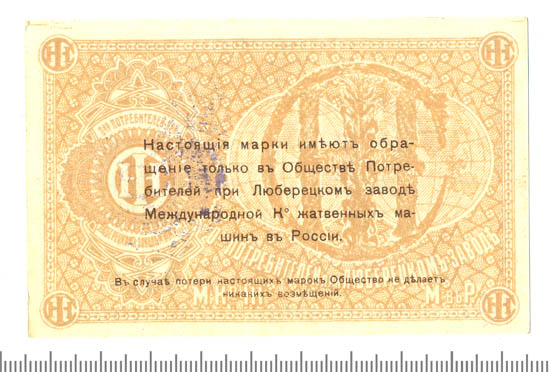 Настоящія марки имѣютъ обра-
щеніе только въ Обществѣ Потре-
бителей при Люберецкомъ заводѣ
Международной Кº жатвенныхъ ма-
шинъ въ Россіи.
Въ случаѣ потери настоящихъ марокъ Общество не дѣлаетъ
никакихъ возмѣщеній.